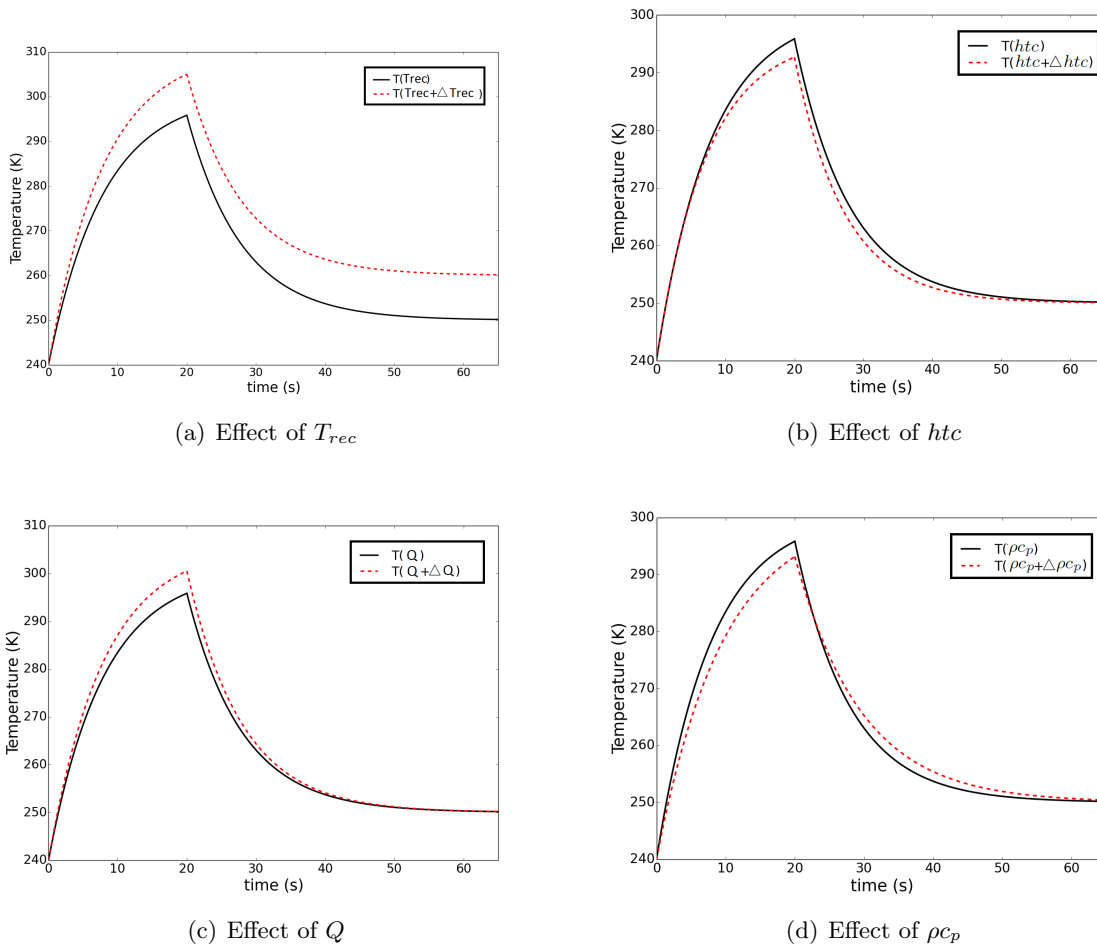 310
300
290
280
270
260
250
240
0 10 20 30 40 50 60
Temperature (K)
time (s)
T(Trec)
T(Trec+△Trec )
(a) Effect of T_rec
300
290
280
270
260
250
240
0 10 20 30 40 50 60
Temperature (K)
time (s)
T(htc)
T(htc+△htc)
(b) Effect of htc
310
300
290
280
270
260
250
240
0 10 20 30 40 50 60
Temperature (K)
time (s)
T( Q )
T( Q +△ Q )
(c) Effect of Q
300
290
280
270
260
250
240
0 10 20 30 40 50 60
Temperature (K)
time (s)
T(ρc_p)
T(ρc_p+△ρc_p)
(d) Effect of ρc_p